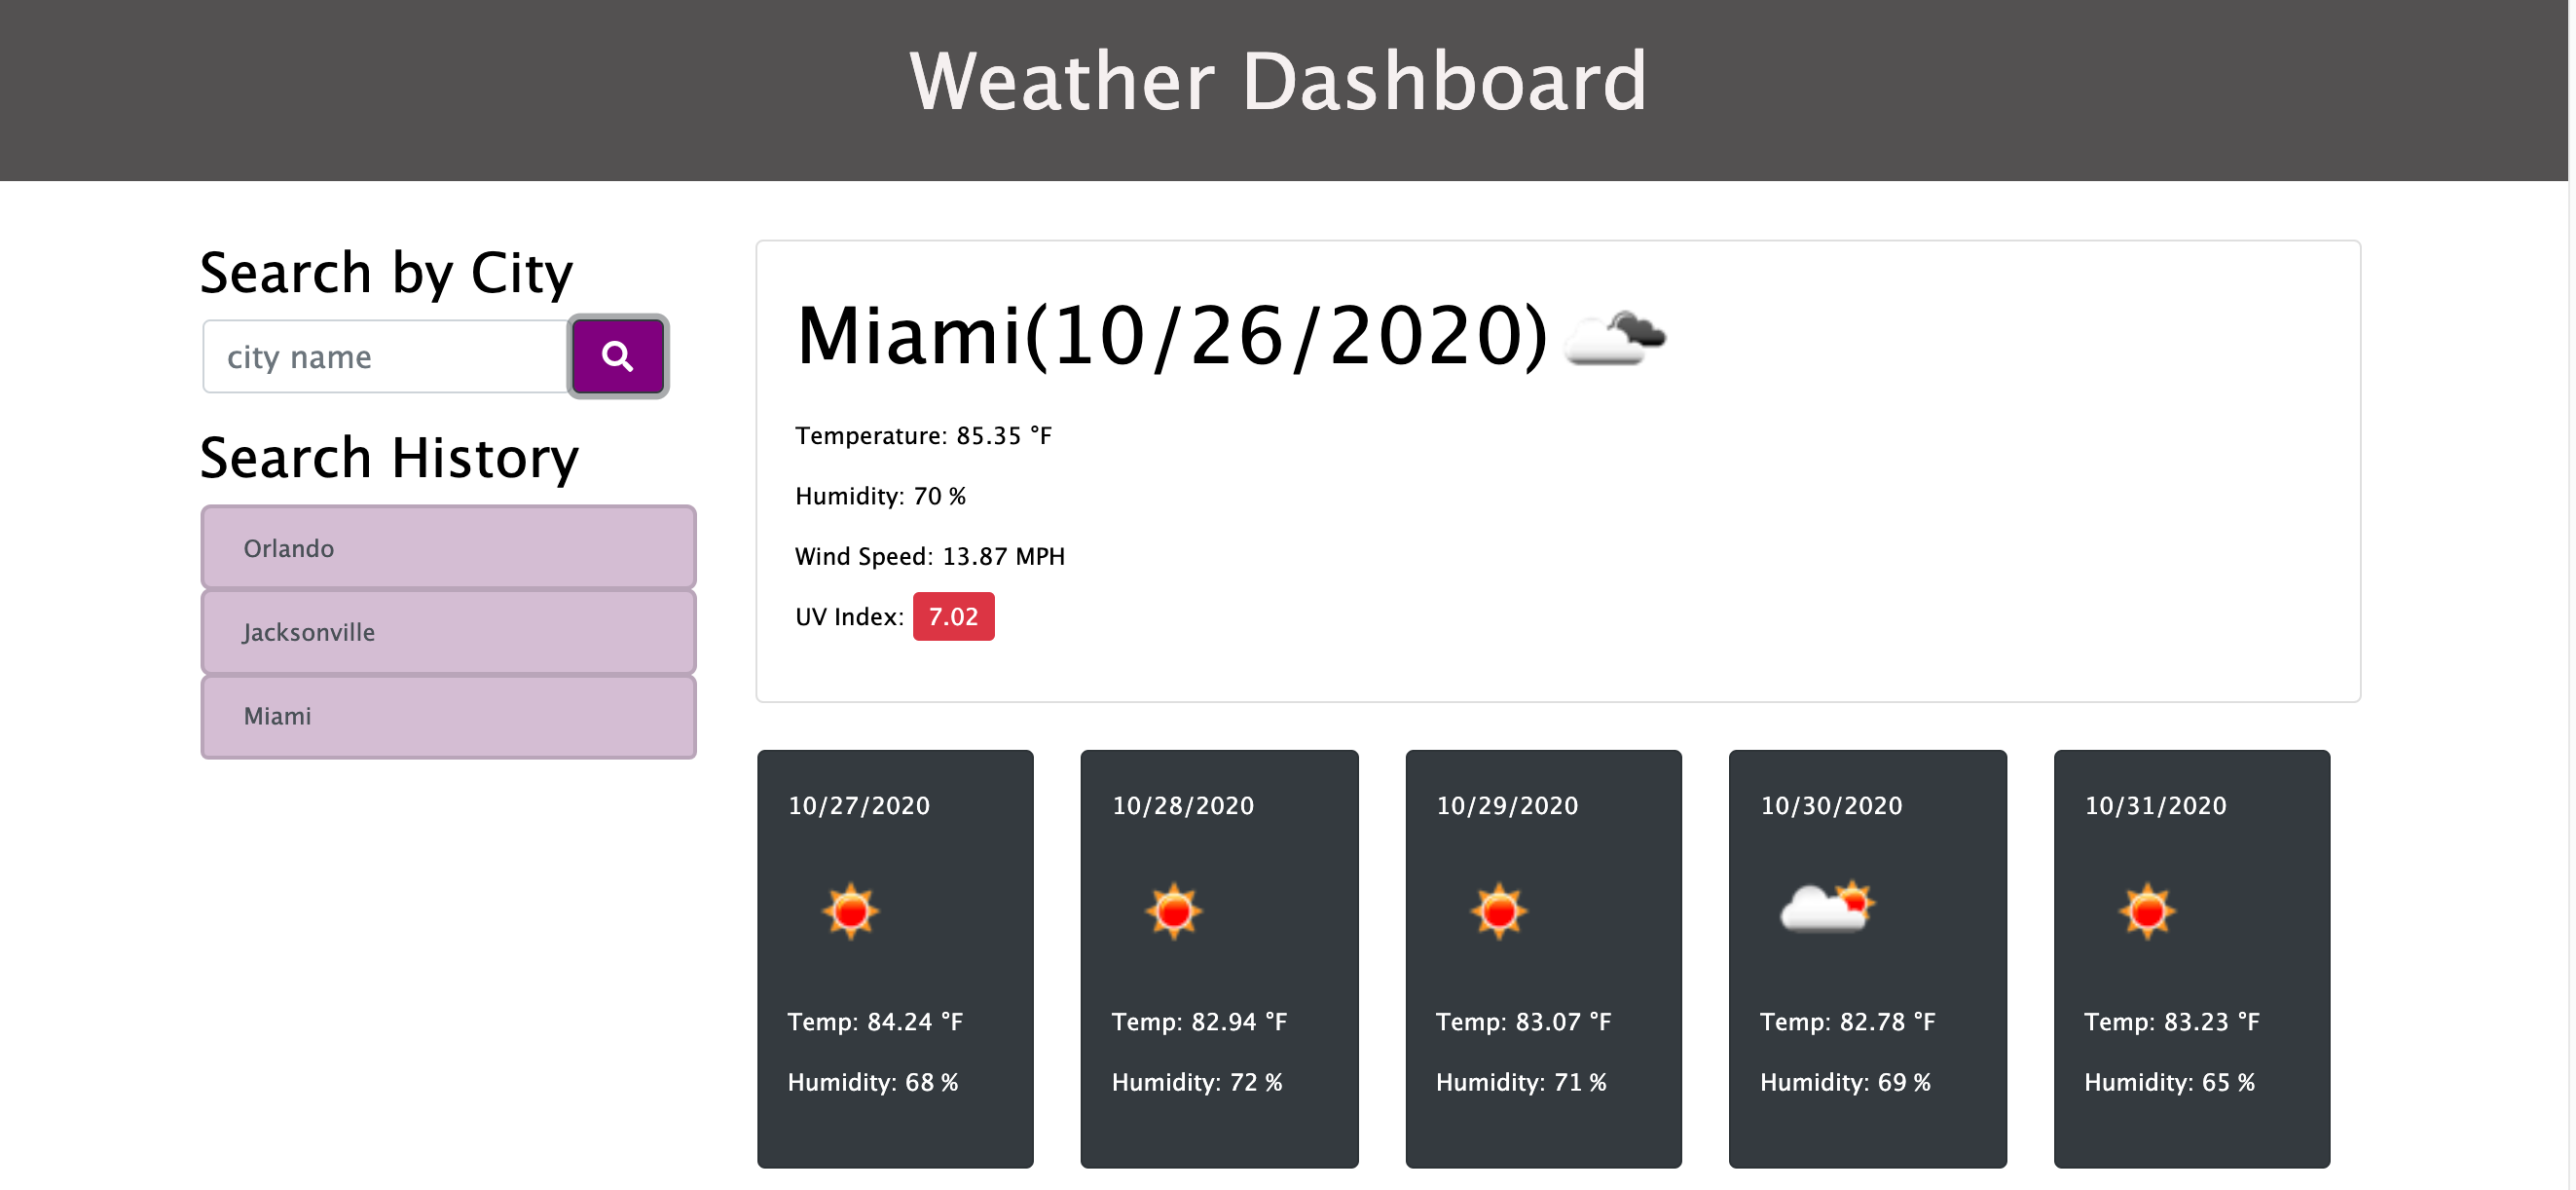 Weather Dashboard
Search by City
city name
Search History
Orlando
Jacksonville
Miami
Miami(10/26/2020)
Temperature: 85.35 °F
Humidity: 70 %
Wind Speed: 13.87 MPH
UV Index: 7.02
10/27/2020
Temp: 84.24 °F
Humidity: 68 %
10/28/2020
Temp: 82.94 °F
Humidity: 72 %
10/29/2020
Temp: 83.07 °F
Humidity: 71 %
10/30/2020
Temp: 82.78 °F
Humidity: 69 %
10/31/2020
Temp: 83.23 °F
Humidity: 65 %